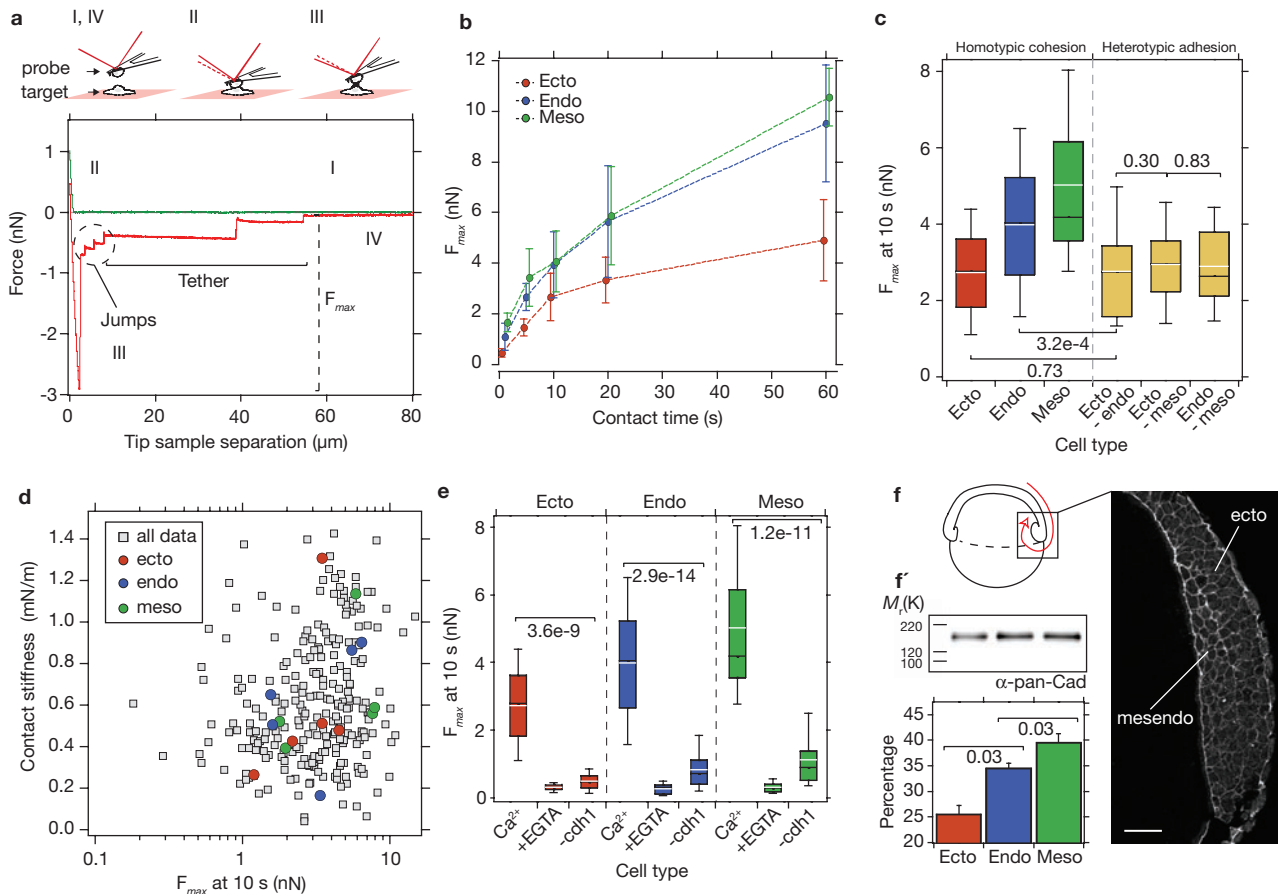 a
I, IV
II
III
probe
target
1
0
-1
-2
-3
Force (nN)
II
I
IV
III
Jumps
Tether
F max
0
20
40
60
80
Tip sample separation (µm)
b
12
10
8
6
4
2
0
F max (nN)
Ecto
Endo
Meso
0
10
20
30
40
50
60
Contact time (s)
c
Homotypic cohesion
Heterotypic adhesion
8
6
4
2
0
F max at 10 s (nN)
0.30
0.83
3.2e-4
0.73
Ecto
Endo
Meso
Ecto - endo
Ecto - meso
Endo - meso
Cell type
d
1.4
1.2
1.0
0.8
0.6
0.4
0.2
0.0
Contact stiffness (mN/m)
all data
ecto
endo
meso
0.1
1
10
F max at 10 s (nN)
e
Ecto
Endo
Meso
8
6
4
2
0
F max at 10 s (nN)
3.6e-9
2.9e-14
1.2e-11
Ca²⁺
+EGTA
-cdh1
Ca²⁺
+EGTA
-cdh1
Ca²⁺
+EGTA
-cdh1
Cell type
f
ecto
mesendo
f´
Mr(K)
220
120
100
α-pan-Cad
45
40
35
30
25
20
Percentage
0.03
0.03
Ecto
Endo
Meso